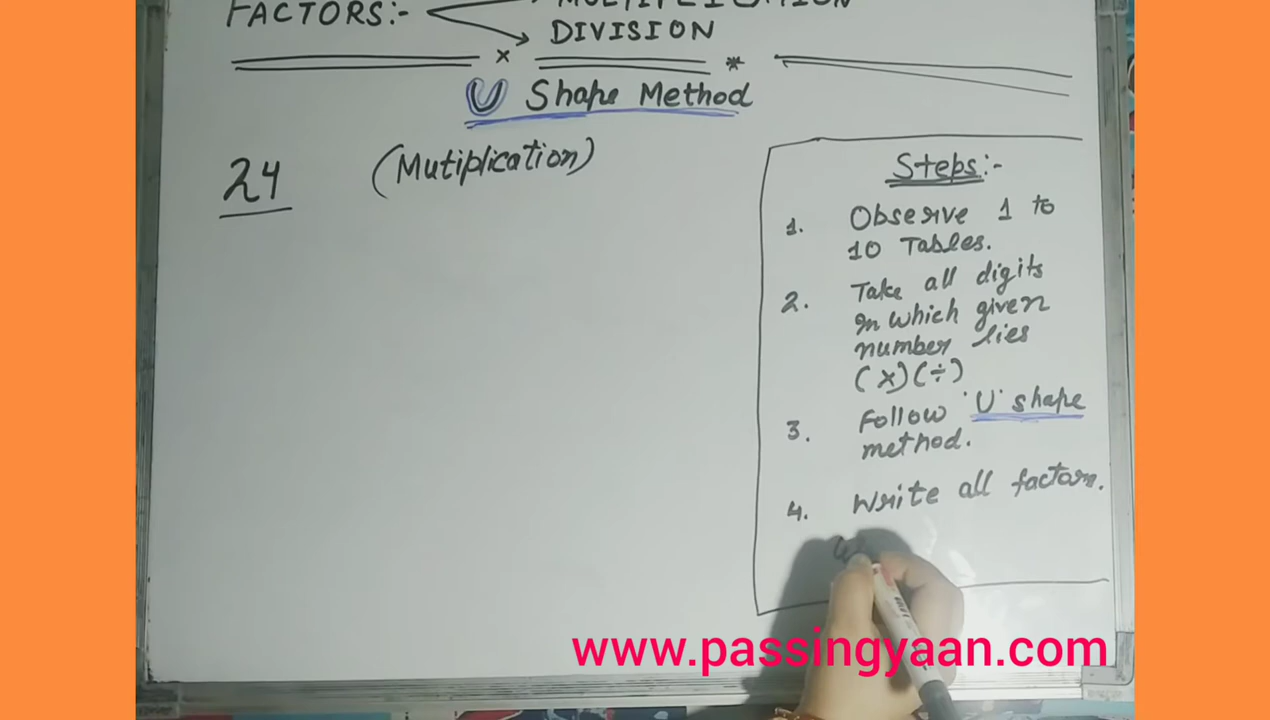 FACTORS:-
MULTIPLICATION
DIVISION
U Shape Method
24 (Mutiplication)
Steps:-
1. Observe 1 to
10 Tables.
2. Take all digits
in which given
number lies
(×)(÷)
3. Follow 'U' shape
method.
4. Write all factors.
www.passingyaan.com